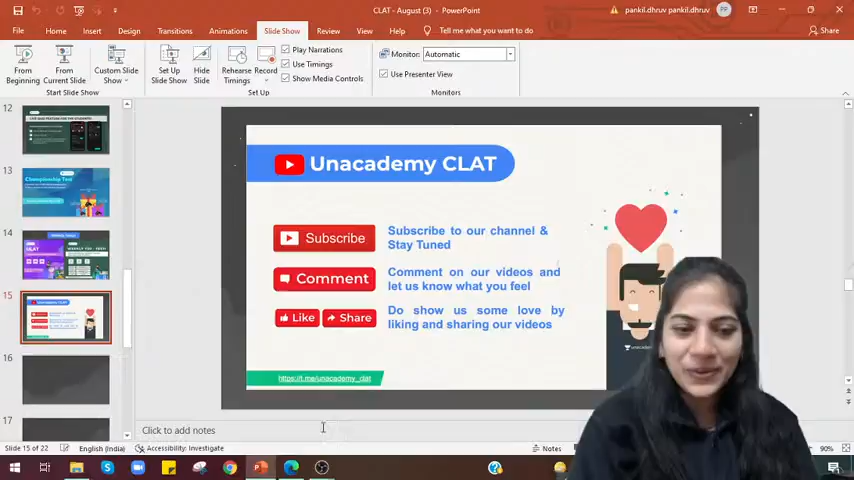 CLAT - August (3) - PowerPoint
pankil.dhruv pankil.dhruv
PP
File
Home
Insert
Design
Transitions
Animations
Slide Show
Review
View
Help
Tell me what you want to do
Share
From Beginning
From Current Slide
Custom Slide Show
Set Up Slide Show
Hide Slide
Rehearse Timings
Record
Play Narrations
Use Timings
Show Media Controls
Monitor:
Automatic
Use Presenter View
Start Slide Show
Set Up
Monitors
12
13
14
15
16
17
Unacademy CLAT
Subscribe
Subscribe to our channel &
Stay Tuned
Comment
Comment on our videos and
let us know what you feel
Like
Share
Do show us some love by
liking and sharing our videos
https://t.me/unacademy_clat
Click to add notes
Slide 15 of 22
English (India)
Accessibility: Investigate
Notes
90%